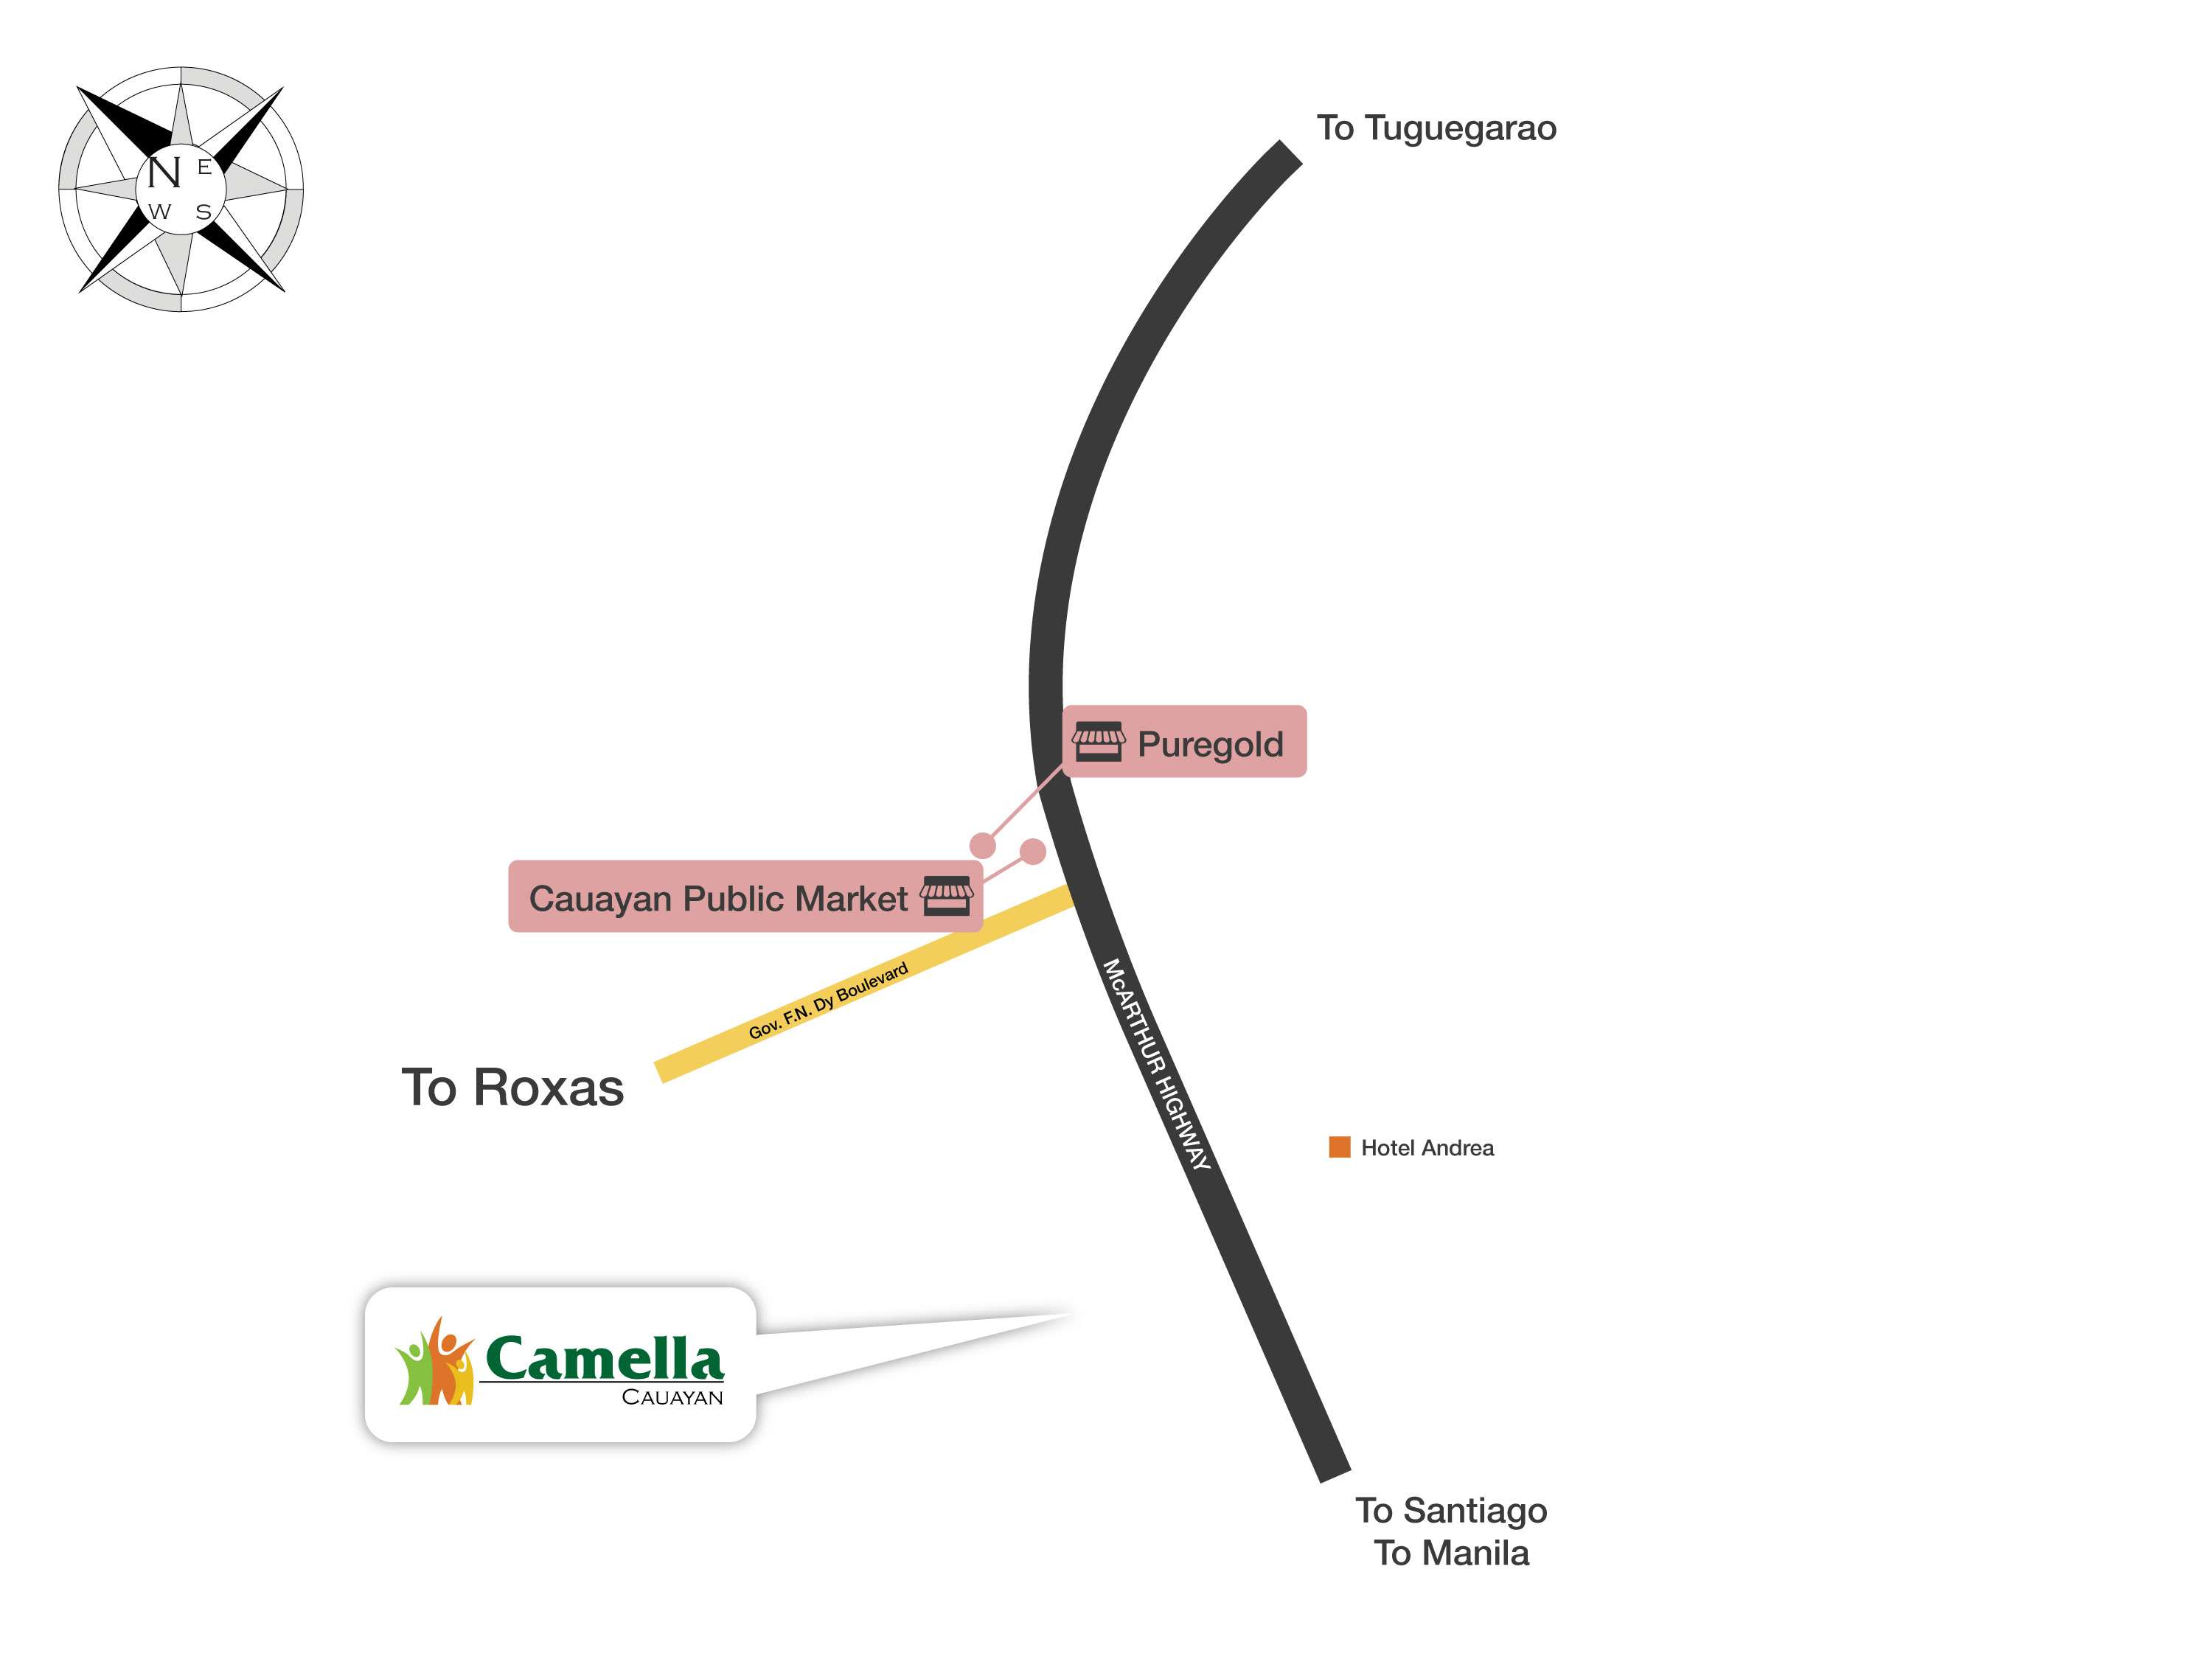 To Tuguegarao
N E
W S
Puregold
Cauayan Public Market
Gov. F.N. Dy Boulevard
McARTHUR HIGHWAY
To Roxas
Hotel Andrea
Camella
CAUAYAN
To Santiago
To Manila